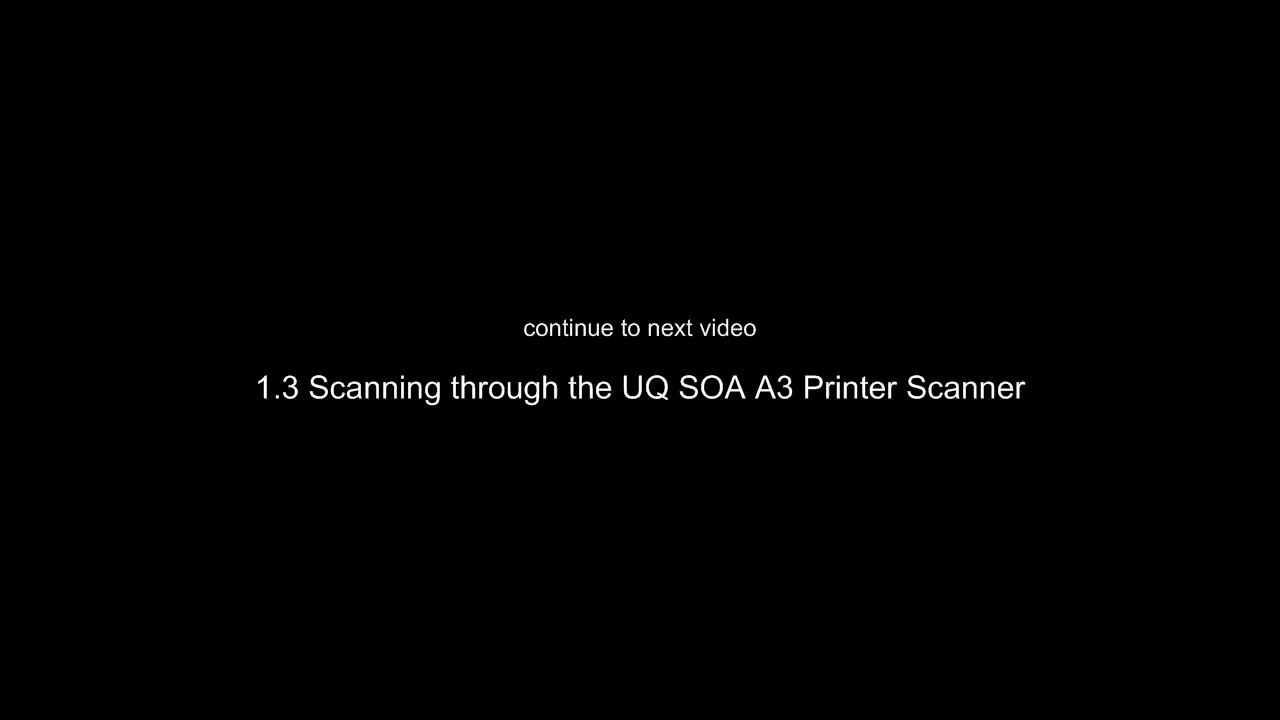 continue to next video
1.3 Scanning through the UQ SOA A3 Printer Scanner